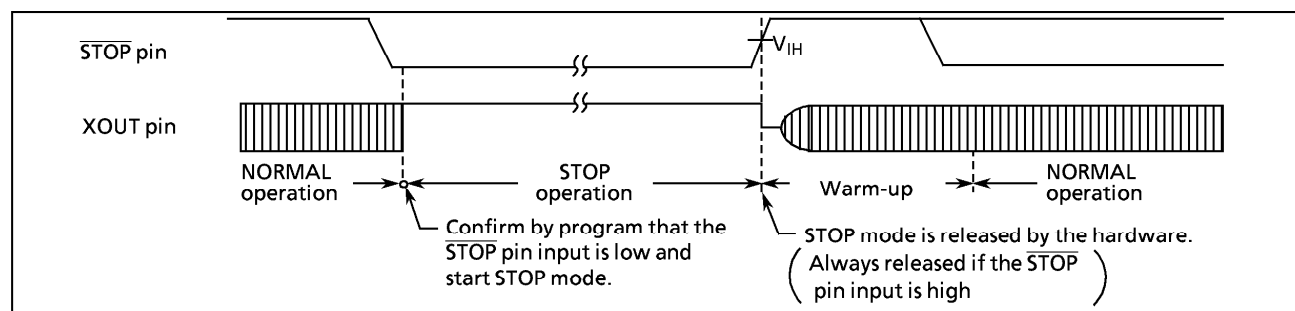 STOP pin
VIH
XOUT pin
NORMAL
operation
STOP
operation
Warm-up
NORMAL
operation
Confirm by program that the
STOP pin input is low and
start STOP mode.
STOP mode is released by the hardware.
( Always released if the STOP
pin input is high )